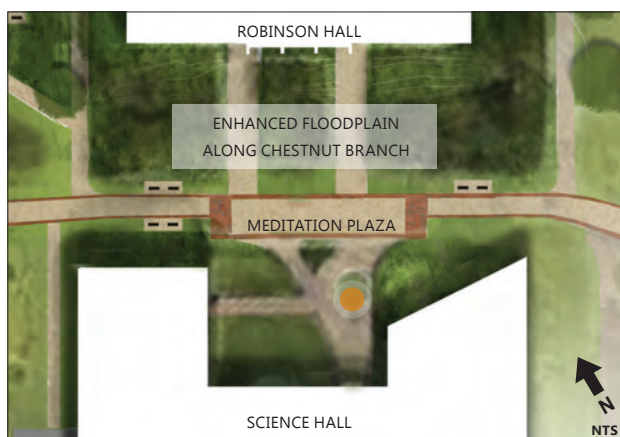 ROBINSON HALL
ENHANCED FLOODPLAIN
ALONG CHESTNUT BRANCH
MEDITATION PLAZA
SCIENCE HALL
N
NTS